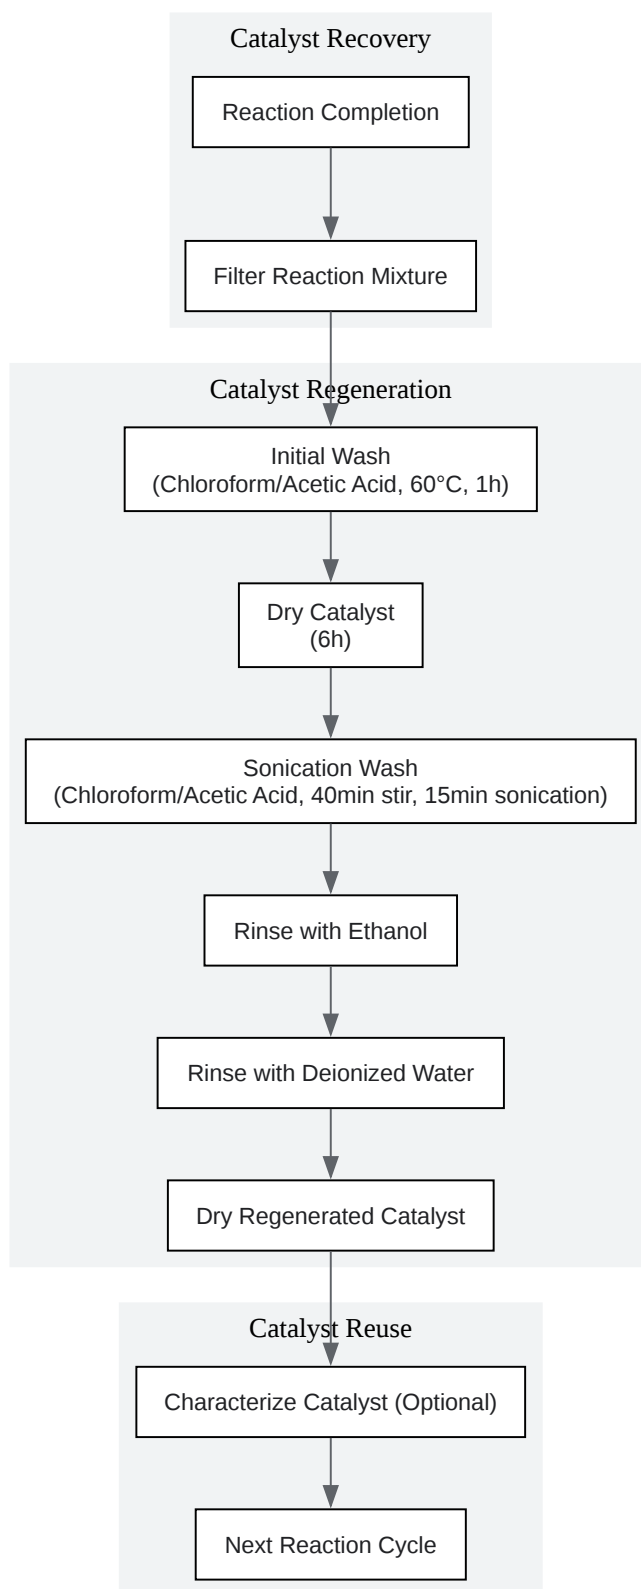 Catalyst Recovery
Reaction Completion
Filter Reaction Mixture
Catalyst Regeneration
Initial Wash
(Chloroform/Acetic Acid, 60°C, 1h)
Dry Catalyst
(6h)
Sonication Wash
(Chloroform/Acetic Acid, 40min stir, 15min sonication)
Rinse with Ethanol
Rinse with Deionized Water
Dry Regenerated Catalyst
Catalyst Reuse
Characterize Catalyst (Optional)
Next Reaction Cycle